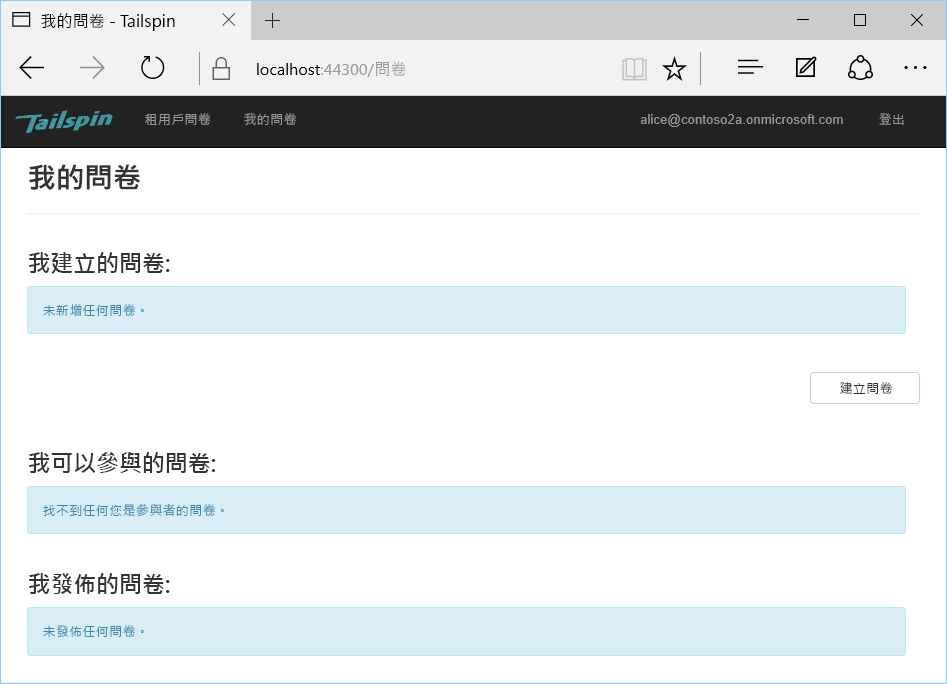 我的問卷 - Tailspin
localhost:44300/問卷
Tailspin 租用戶問卷 我的問卷 alice@contoso2a.onmicrosoft.com 登出
我的問卷
我建立的問卷:
未新增任何問卷。
建立問卷
我可以參與的問卷:
找不到任何您是參與者的問卷。
我發佈的問卷:
未發佈任何問卷。